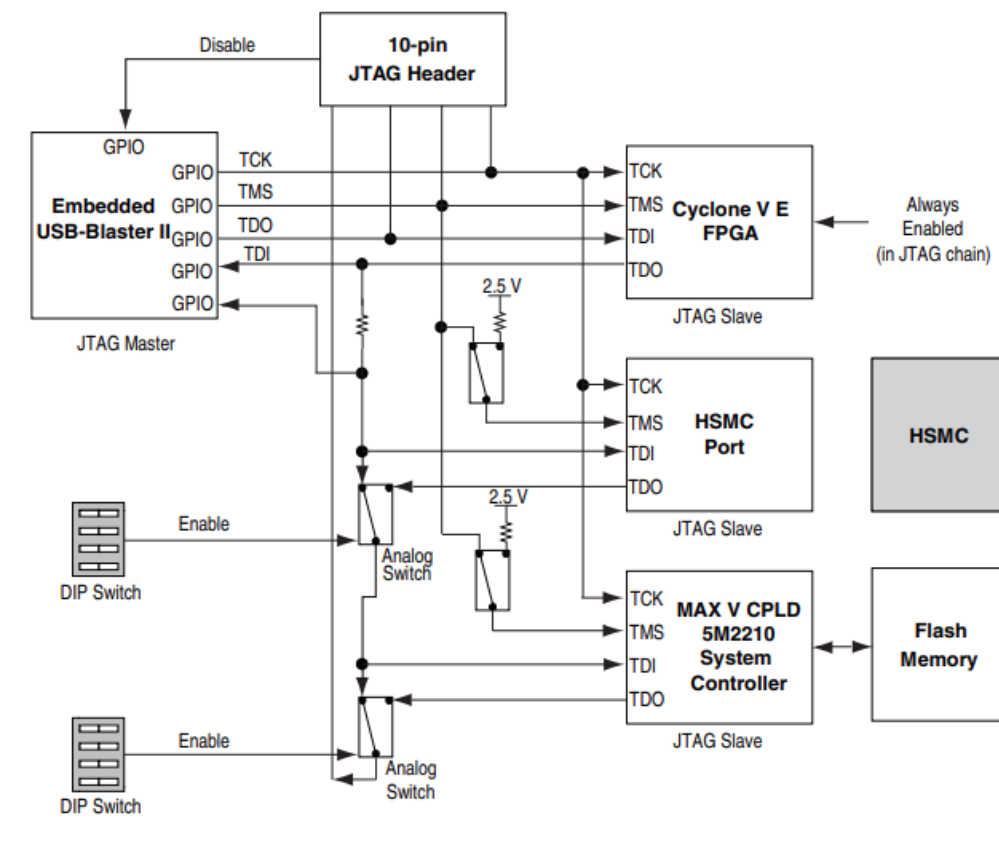 Disable
10-pin
JTAG Header
GPIO
GPIO
TCK
GPIO
TMS
GPIO
TDO
GPIO
TDI
GPIO
Embedded
USB-Blaster II
JTAG Master
TCK
TMS
TDI
TDO
Cyclone V E
FPGA
JTAG Slave
Always
Enabled
(in JTAG chain)
2.5 V
TCK
TMS
TDI
TDO
HSMC
Port
JTAG Slave
HSMC
2.5 V
Enable
DIP Switch
Analog
Switch
TCK
TMS
TDI
TDO
MAX V CPLD
5M2210
System
Controller
JTAG Slave
Flash
Memory
Enable
DIP Switch
Analog
Switch